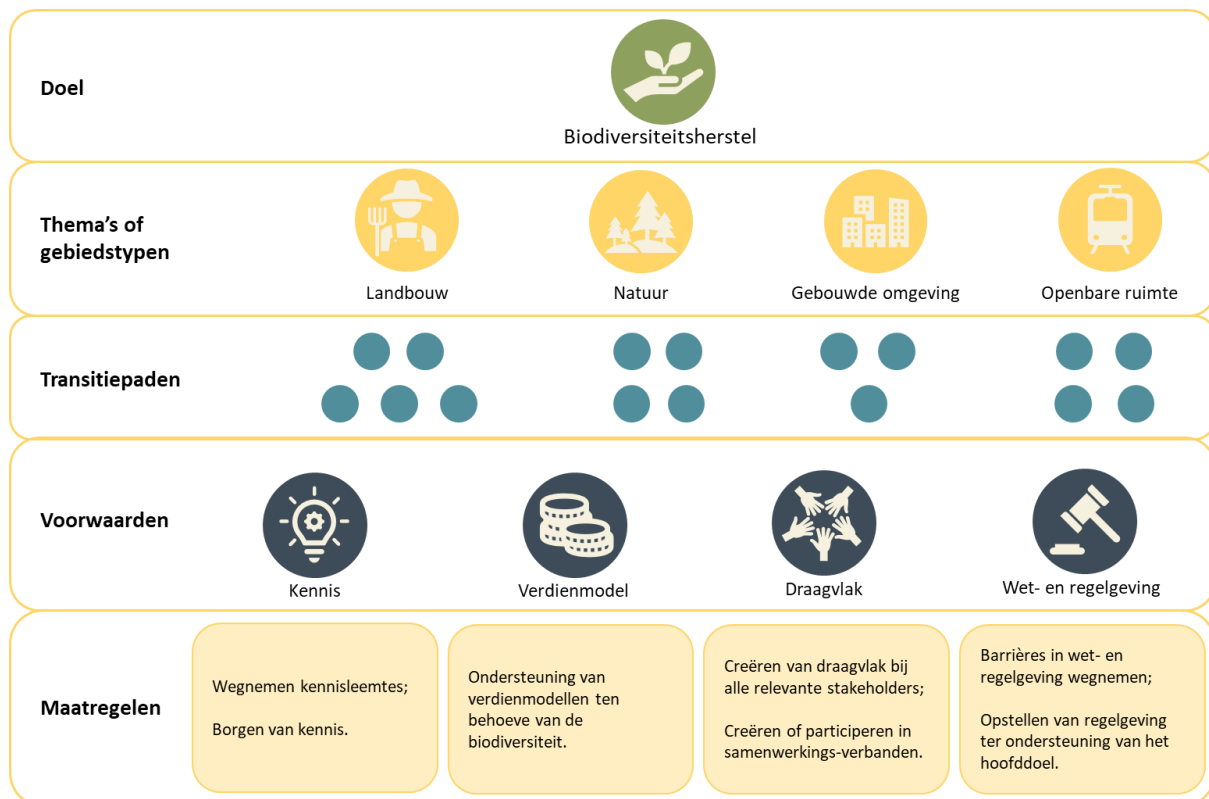 Doel
Biodiversiteitsherstel
Thema's of
gebiedstypen
Landbouw
Natuur
Gebouwde omgeving
Openbare ruimte
Transitiepaden
Voorwaarden
Kennis
Verdienmodel
Draagvlak
Wet- en regelgeving
Maatregelen
Wegnemen kennisleemtes;
Borgen van kennis.
Ondersteuning van
verdienmodellen ten
behoeve van de
biodiversiteit.
Creëren van draagvlak bij
alle relevante stakeholders;
Creëren of participeren in
samenwerkings-verbanden.
Barrières in wet- en
regelgeving wegnemen;
Opstellen van regelgeving
ter ondersteuning van het
hoofddoel.